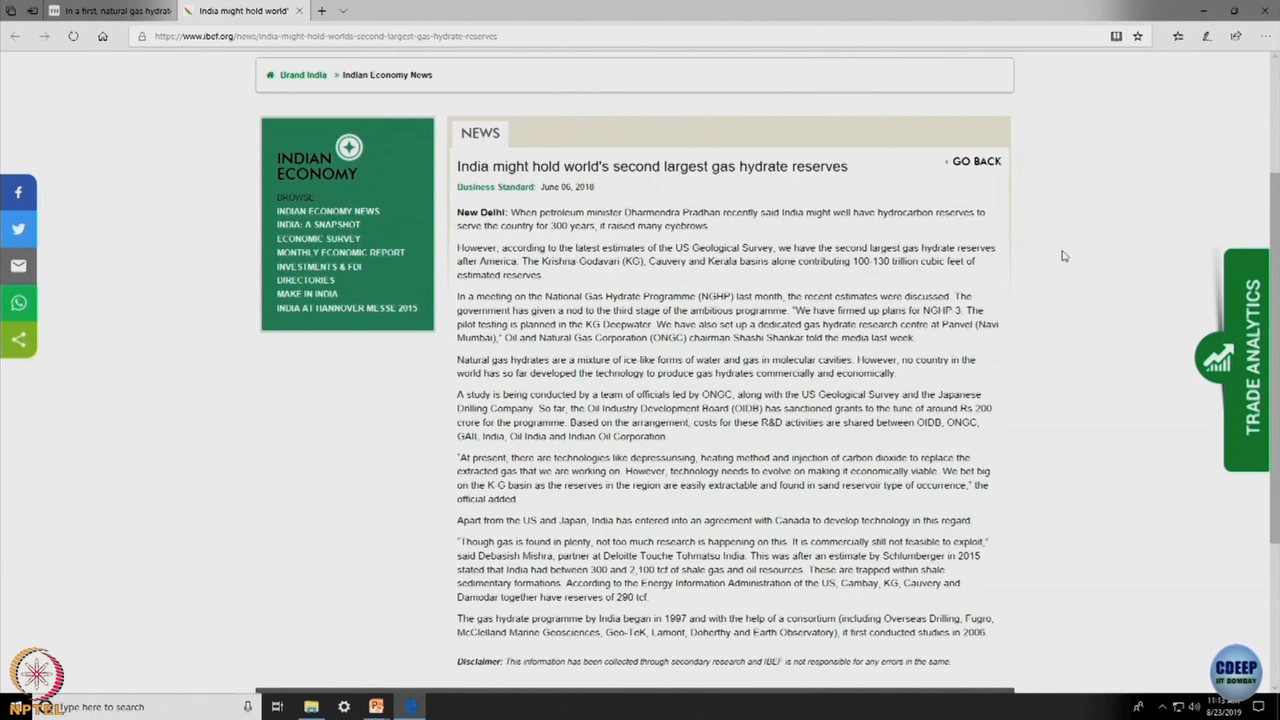 In a first, natural gas hydrat
India might hold world'
https://www.ibef.org/news/india-might-hold-worlds-second-largest-gas-hydrate-reserves
Brand India » Indian Economy News
INDIAN
ECONOMY
BROWSE
INDIAN ECONOMY NEWS
INDIA: A SNAPSHOT
ECONOMIC SURVEY
MONTHLY ECONOMIC REPORT
INVESTMENTS & FDI
DIRECTORIES
MAKE IN INDIA
INDIA AT HANNOVER MESSE 2015
NEWS
GO BACK
India might hold world's second largest gas hydrate reserves
Business Standard: June 06, 2018
New Delhi: When petroleum minister Dharmendra Pradhan recently said India might well have hydrocarbon reserves to
serve the country for 300 years, it raised many eyebrows.
However, according to the latest estimates of the US Geological Survey, we have the second largest gas hydrate reserves
after America. The Krishna-Godavari (KG), Cauvery and Kerala basins alone contributing 100-130 trillion cubic feet of
estimated reserves.
In a meeting on the National Gas Hydrate Programme (NGHP) last month, the recent estimates were discussed. The
government has given a nod to the third stage of the ambitious programme. "We have firmed up plans for NGHP-3. The
pilot testing is planned in the KG Deepwater. We have also set up a dedicated gas hydrate research centre at Panvel (Navi
Mumbai)," Oil and Natural Gas Corporation (ONGC) chairman Shashi Shankar told the media last week.
Natural gas hydrates are a mixture of ice-like forms of water and gas in molecular cavities. However, no country in the
world has so far developed the technology to produce gas hydrates commercially and economically.
A study is being conducted by a team of officials led by ONGC, along with the US Geological Survey and the Japanese
Drilling Company. So far, the Oil Industry Development Board (OIDB) has sanctioned grants to the tune of around Rs 200
crore for the programme. Based on the arrangement, costs for these R&D activities are shared between OIDB, ONGC,
GAIL India, Oil India and Indian Oil Corporation.
"At present, there are technologies like depressurising, heating method and injection of carbon dioxide to replace the
extracted gas that we are working on. However, technology needs to evolve on making it economically viable. We bet big
on the K-G basin as the reserves in the region are easily extractable and found in sand reservoir type of occurrence," the
official added.
Apart from the US and Japan, India has entered into an agreement with Canada to develop technology in this regard.
"Though gas is found in plenty, not too much research is happening on this. It is commercially still not feasible to exploit,"
said Debasish Mishra, partner at Deloitte Touche Tohmatsu India. This was after an estimate by Schlumberger in 2015
stated that India had between 300 and 2,100 tcf of shale gas and oil resources. These are trapped within shale
sedimentary formations. According to the Energy Information Administration of the US, Cambay, KG, Cauvery and
Damodar together have reserves of 290 tcf.
The gas hydrate programme by India began in 1997 and with the help of a consortium (including Overseas Drilling, Fugro,
McClelland Marine Geosciences, Geo-TeK, Lamont, Doherty and Earth Observatory), it first conducted studies in 2006.
Disclaimer: This information has been collected through secondary research and IBEF is not responsible for any errors in the same.
TRADE ANALYTICS
CDEEP
IIT BOMBAY
NPTEL
ype here to search
11:13 AM
8/23/2019